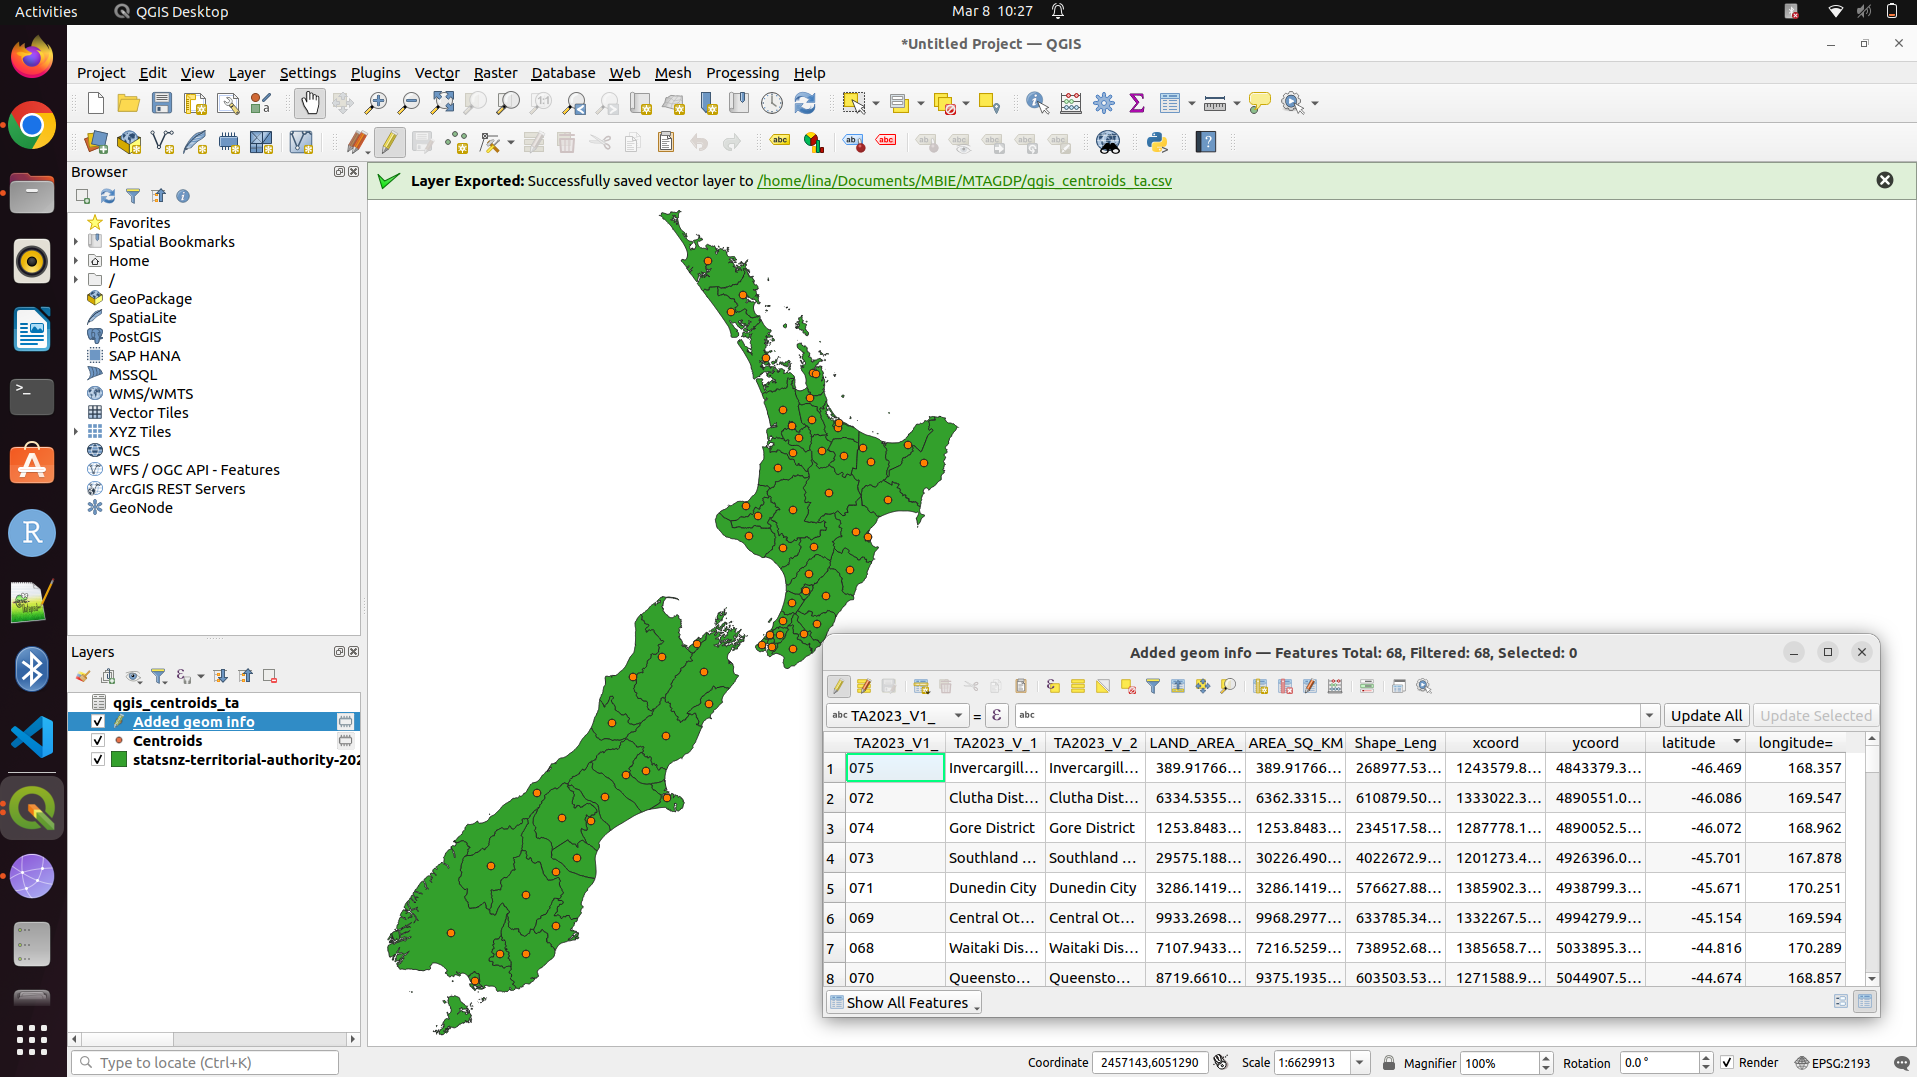 Activities QGIS Desktop Mar 8 10:27
*Untitled Project — QGIS
Project Edit View Layer Settings Plugins Vector Raster Database Web Mesh Processing Help
Browser
Layer Exported: Successfully saved vector layer to /home/lina/Documents/MBIE/MTAGDP/qgis_centroids_ta.csv
Favorites
Spatial Bookmarks
Home
/
GeoPackage
SpatiaLite
PostGIS
SAP HANA
MSSQL
WMS/WMTS
Vector Tiles
XYZ Tiles
WCS
WFS / OGC API - Features
ArcGIS REST Servers
GeoNode
Layers
qgis_centroids_ta
Added geom info
Centroids
statsnz-territorial-authority-202
Added geom info — Features Total: 68, Filtered: 68, Selected: 0
abc TA2023_V1_ = ε abc Update All Update Selected
TA2023_V1_ TA2023_V_1 TA2023_V_2 LAND_AREA_ AREA_SQ_KM Shape_Leng xcoord ycoord latitude longitude=
1 075 Invercargill... Invercargill... 389.91766... 389.91766... 268977.53... 1243579.8... 4843379.3... -46.469 168.357
2 072 Clutha Dist... Clutha Dist... 6334.5355... 6362.3315... 610879.50... 1333022.3... 4890551.0... -46.086 169.547
3 074 Gore District Gore District 1253.8483... 1253.8483... 234517.58... 1287778.1... 4890052.5... -46.072 168.962
4 073 Southland ... Southland ... 29575.188... 30226.490... 4022672.9... 1201273.4... 4926396.0... -45.701 167.878
5 071 Dunedin City Dunedin City 3286.1419... 3286.1419... 576627.88... 1385902.3... 4938799.3... -45.671 170.251
6 069 Central Ot... Central Ot... 9933.2698... 9968.2977... 633785.34... 1332267.5... 4994279.9... -45.154 169.594
7 068 Waitaki Dis... Waitaki Dis... 7107.9433... 7216.5259... 738952.68... 1385658.7... 5033895.3... -44.816 170.289
8 070 Queensto... Queensto... 8719.6610... 9375.1935... 603503.53... 1271588.9... 5044907.5... -44.674 168.857
Show All Features
Type to locate (Ctrl+K) Coordinate 2457143,6051290 Scale 1:6629913 Magnifier 100% Rotation 0.0 ° Render EPSG:2193